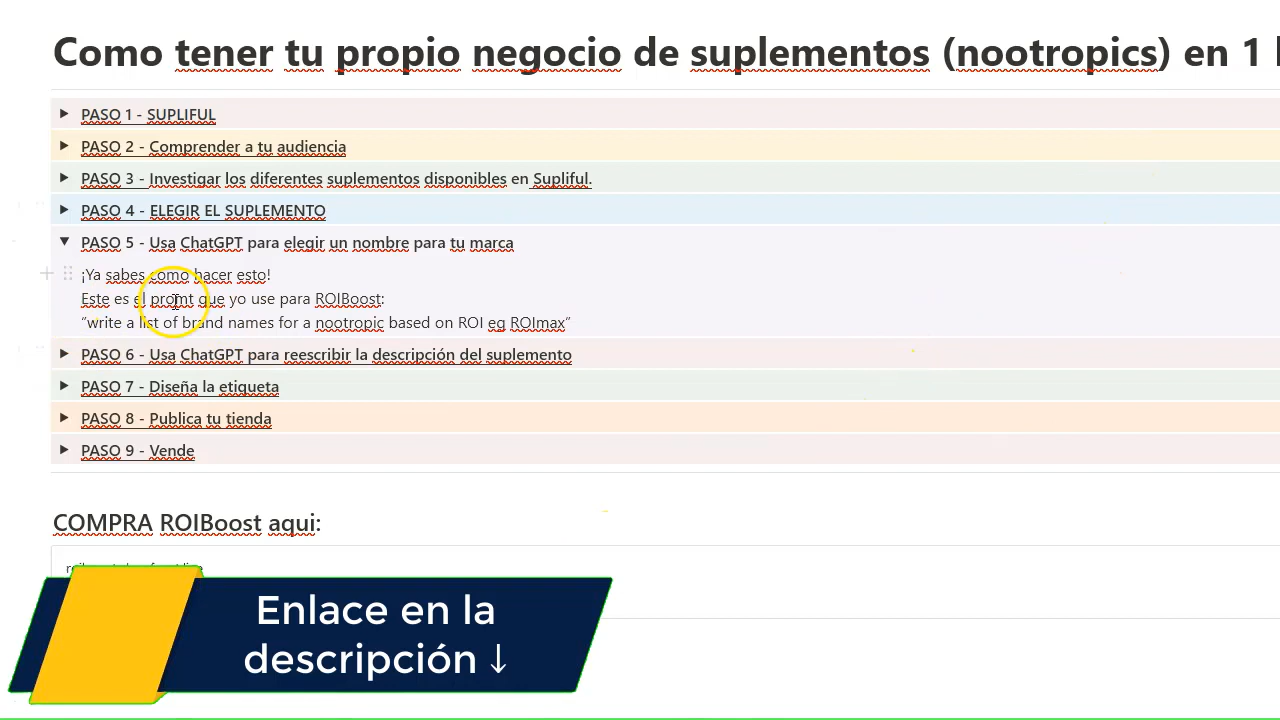 Como tener tu propio negocio de suplementos (nootropics) en 1
PASO 1 - SUPLIFUL
PASO 2 - Comprender a tu audiencia
PASO 3 - Investigar los diferentes suplementos disponibles en Supliful.
PASO 4 - ELEGIR EL SUPLEMENTO
PASO 5 - Usa ChatGPT para elegir un nombre para tu marca
¡Ya sabes como hacer esto!
Este es el promt que yo use para ROIBoost:
"write a list of brand names for a nootropic based on ROI eg ROImax"
PASO 6 - Usa ChatGPT para reescribir la descripción del suplemento
PASO 7 - Diseña la etiqueta
PASO 8 - Publica tu tienda
PASO 9 - Vende
COMPRA ROIBoost aqui:
Enlace en la
descripción ↓